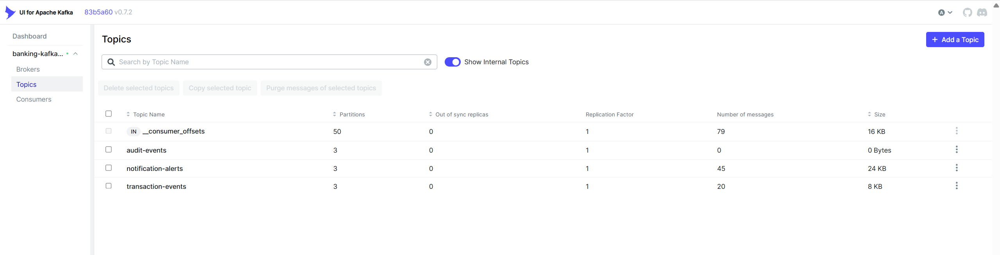 UI for Apache Kafka 83b5a60 v0.7.2 A
Dashboard
banking-kafka...
Brokers
Topics
Consumers
Topics
+ Add a Topic
Search by Topic Name
Show Internal Topics
Delete selected topics Copy selected topic Purge messages of selected topics
Topic Name Partitions Out of sync replicas Replication Factor Number of messages Size
IN __consumer_offsets 50 0 1 79 16 KB
audit-events 3 0 1 0 0 Bytes
notification-alerts 3 0 1 45 24 KB
transaction-events 3 0 1 20 8 KB